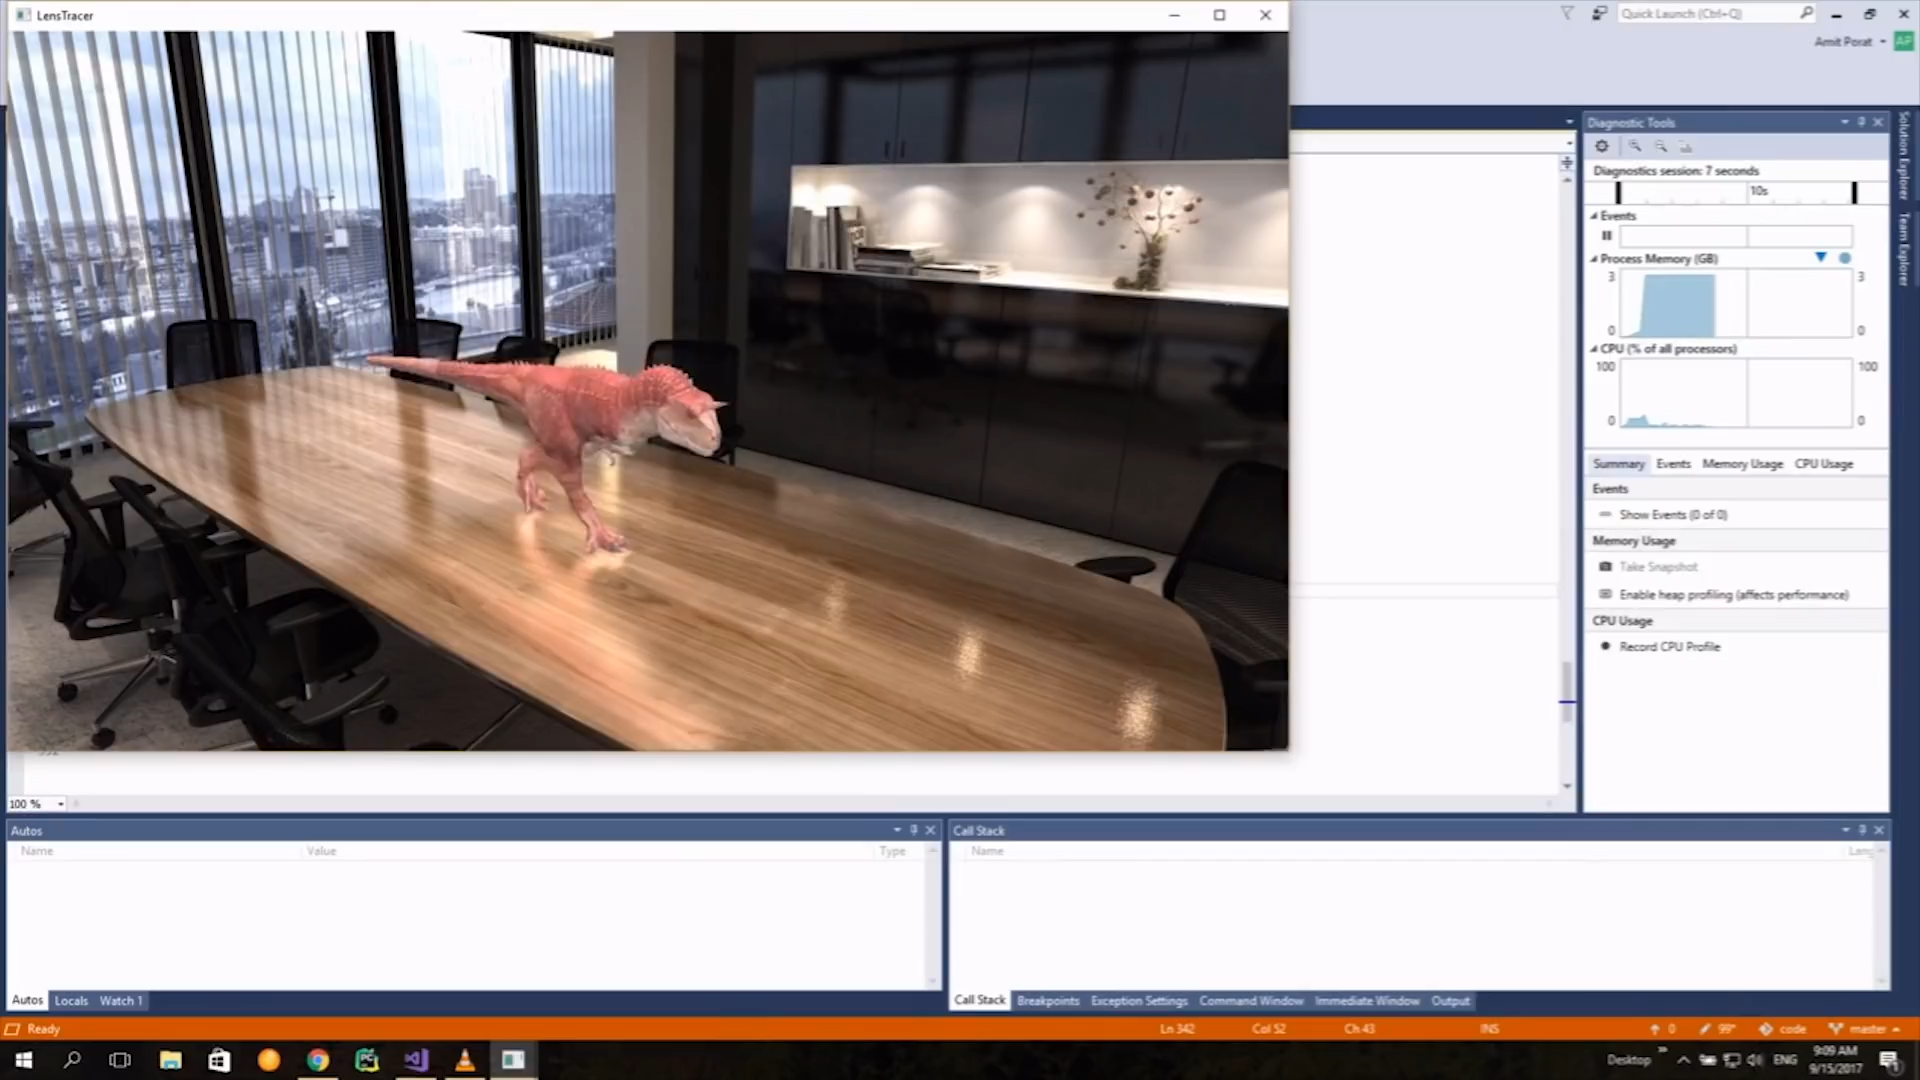 LensTracer
Quick Launch (Ctrl+Q)
Amit Porat
AP
Diagnostic Tools
Solution Explorer
Team Explorer
Diagnostics session: 7 seconds
10s
Events
Process Memory (GB)
3
3
0
0
CPU (% of all processors)
100
100
0
0
Summary
Events
Memory Usage
CPU Usage
Events
Show Events (0 of 0)
Memory Usage
Take Snapshot
Enable heap profiling (affects performance)
CPU Usage
Record CPU Profile
100 %
Autos
Name
Value
Type
Autos
Locals
Watch 1
Call Stack
Name
Call Stack
Breakpoints
Exception Settings
Command Window
Immediate Window
Output
Ready
Ln 342
Col 52
Ch 43
INS
0
99*
code
master
Desktop
ENG
9:09 AM
9/15/2017